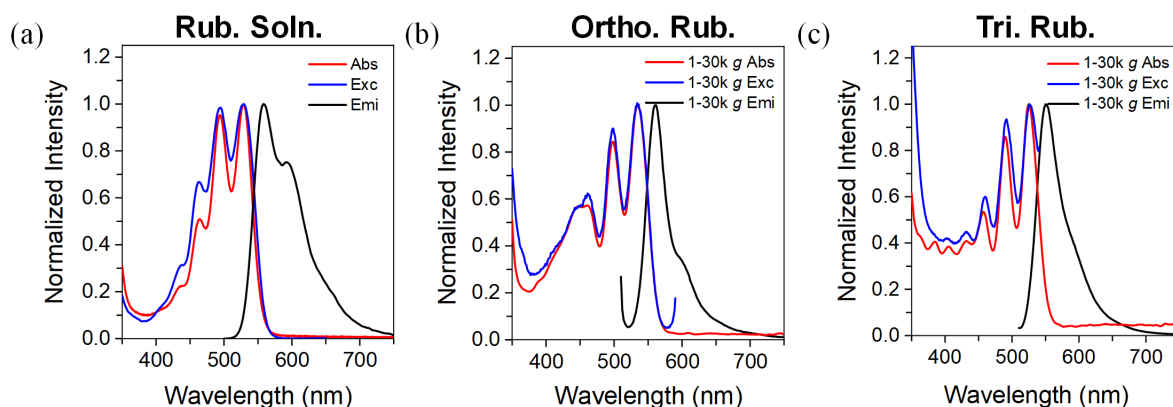 (a) Rub. Soln.
Abs
Exc
Emi
Normalized Intensity
1.2
1.0
0.8
0.6
0.4
0.2
0.0
400 500 600 700
Wavelength (nm)
(b) Ortho. Rub.
1-30k g Abs
1-30k g Exc
1-30k g Emi
Normalized Intensity
1.2
1.0
0.8
0.6
0.4
0.2
0.0
400 500 600 700
Wavelength (nm)
(c) Tri. Rub.
1-30k g Abs
1-30k g Exc
1-30k g Emi
Normalized Intensity
1.2
1.0
0.8
0.6
0.4
0.2
0.0
400 500 600 700
Wavelength (nm)